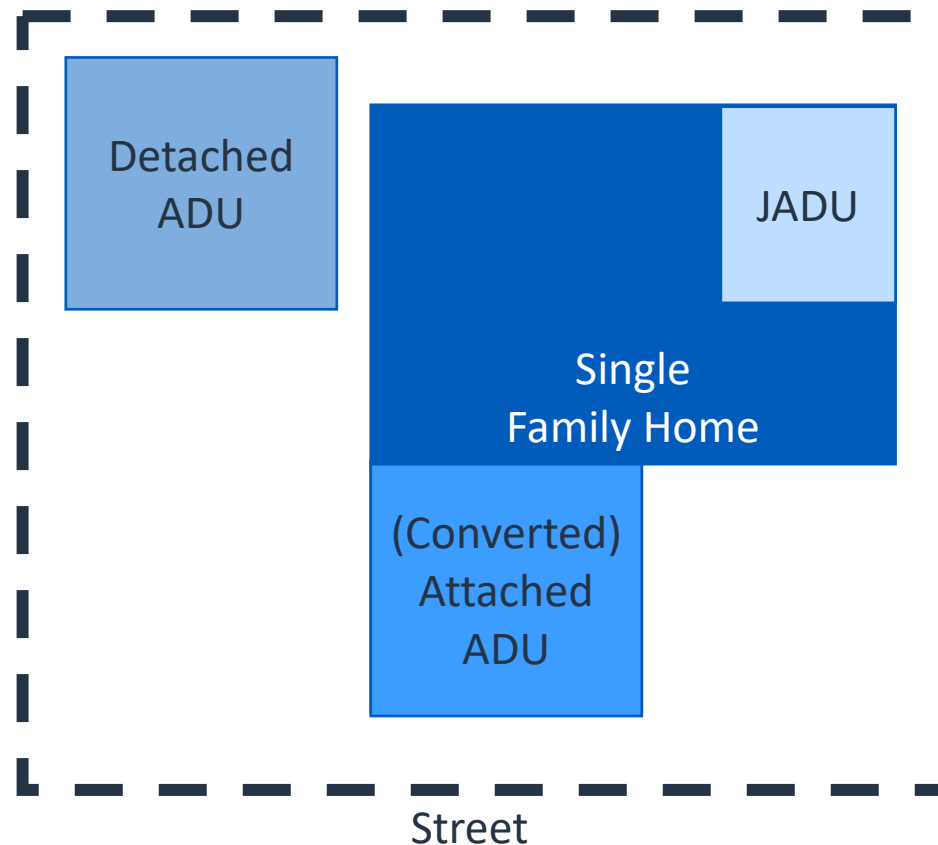 Detached
ADU
JADU
Single
Family Home
(Converted)
Attached
ADU
Street